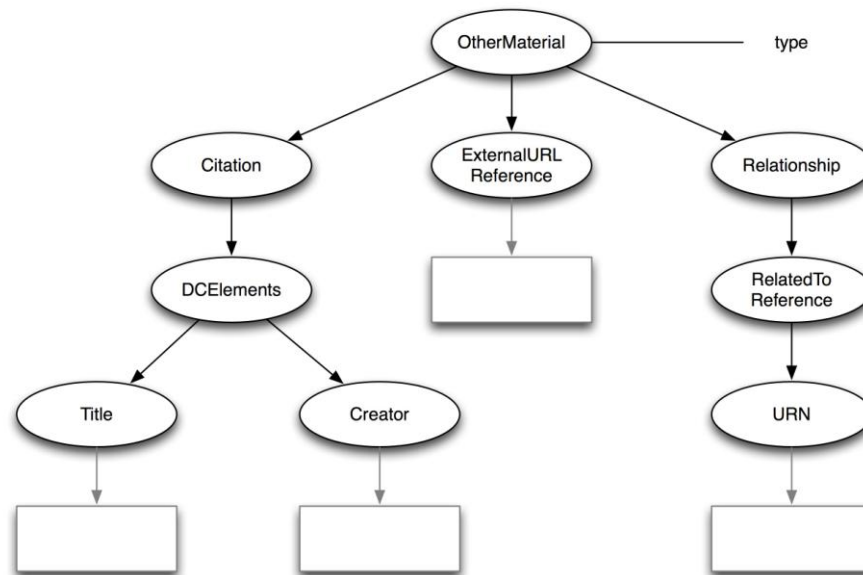 OtherMaterial
type
Citation
ExternalURL
Reference
Relationship
DCElements
RelatedTo
Reference
Title
Creator
URN